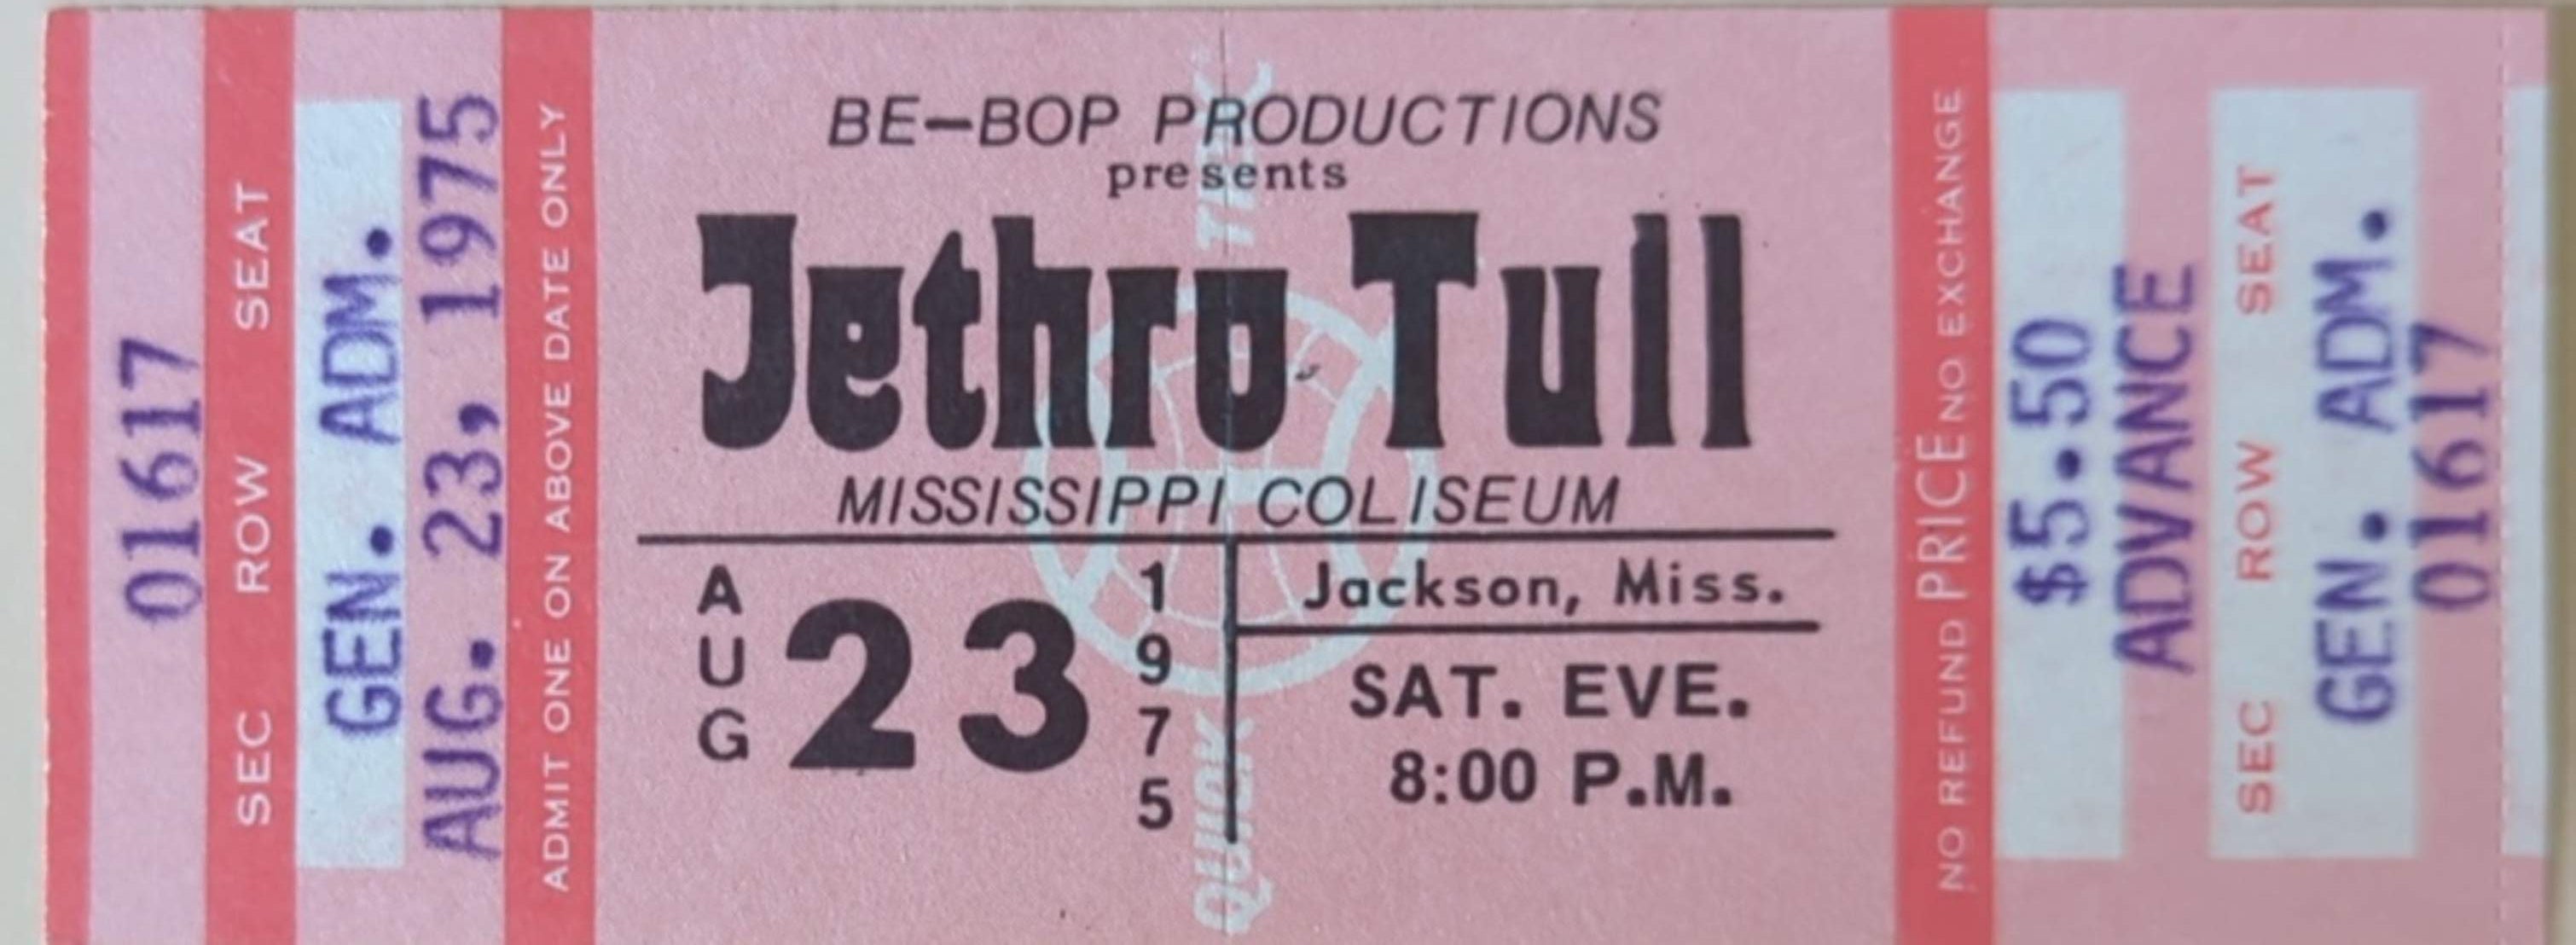 01617
SEC ROW SEAT
GEN. ADM.
AUG. 23, 1975
ADMIT ONE ON ABOVE DATE ONLY
BE-BOP PRODUCTIONS
presents
Jethro Tull
MISSISSIPPI COLISEUM
AUG 23 1975
Jackson, Miss.
SAT. EVE.
8:00 P.M.
QUICK TIC
NO REFUND PRICE NO EXCHANGE
$5.50
ADVANCE
SEC ROW SEAT
GEN. ADM.
01617